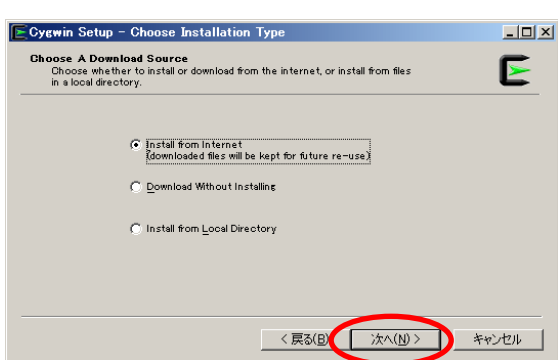 Cygwin Setup - Choose Installation Type
Choose A Download Source
Choose whether to install or download from the internet, or install from files
in a local directory.
Install from Internet
(downloaded files will be kept for future re-use)
Download Without Installing
Install from Local Directory
< 戻る(B) 次へ(N) > キャンセル